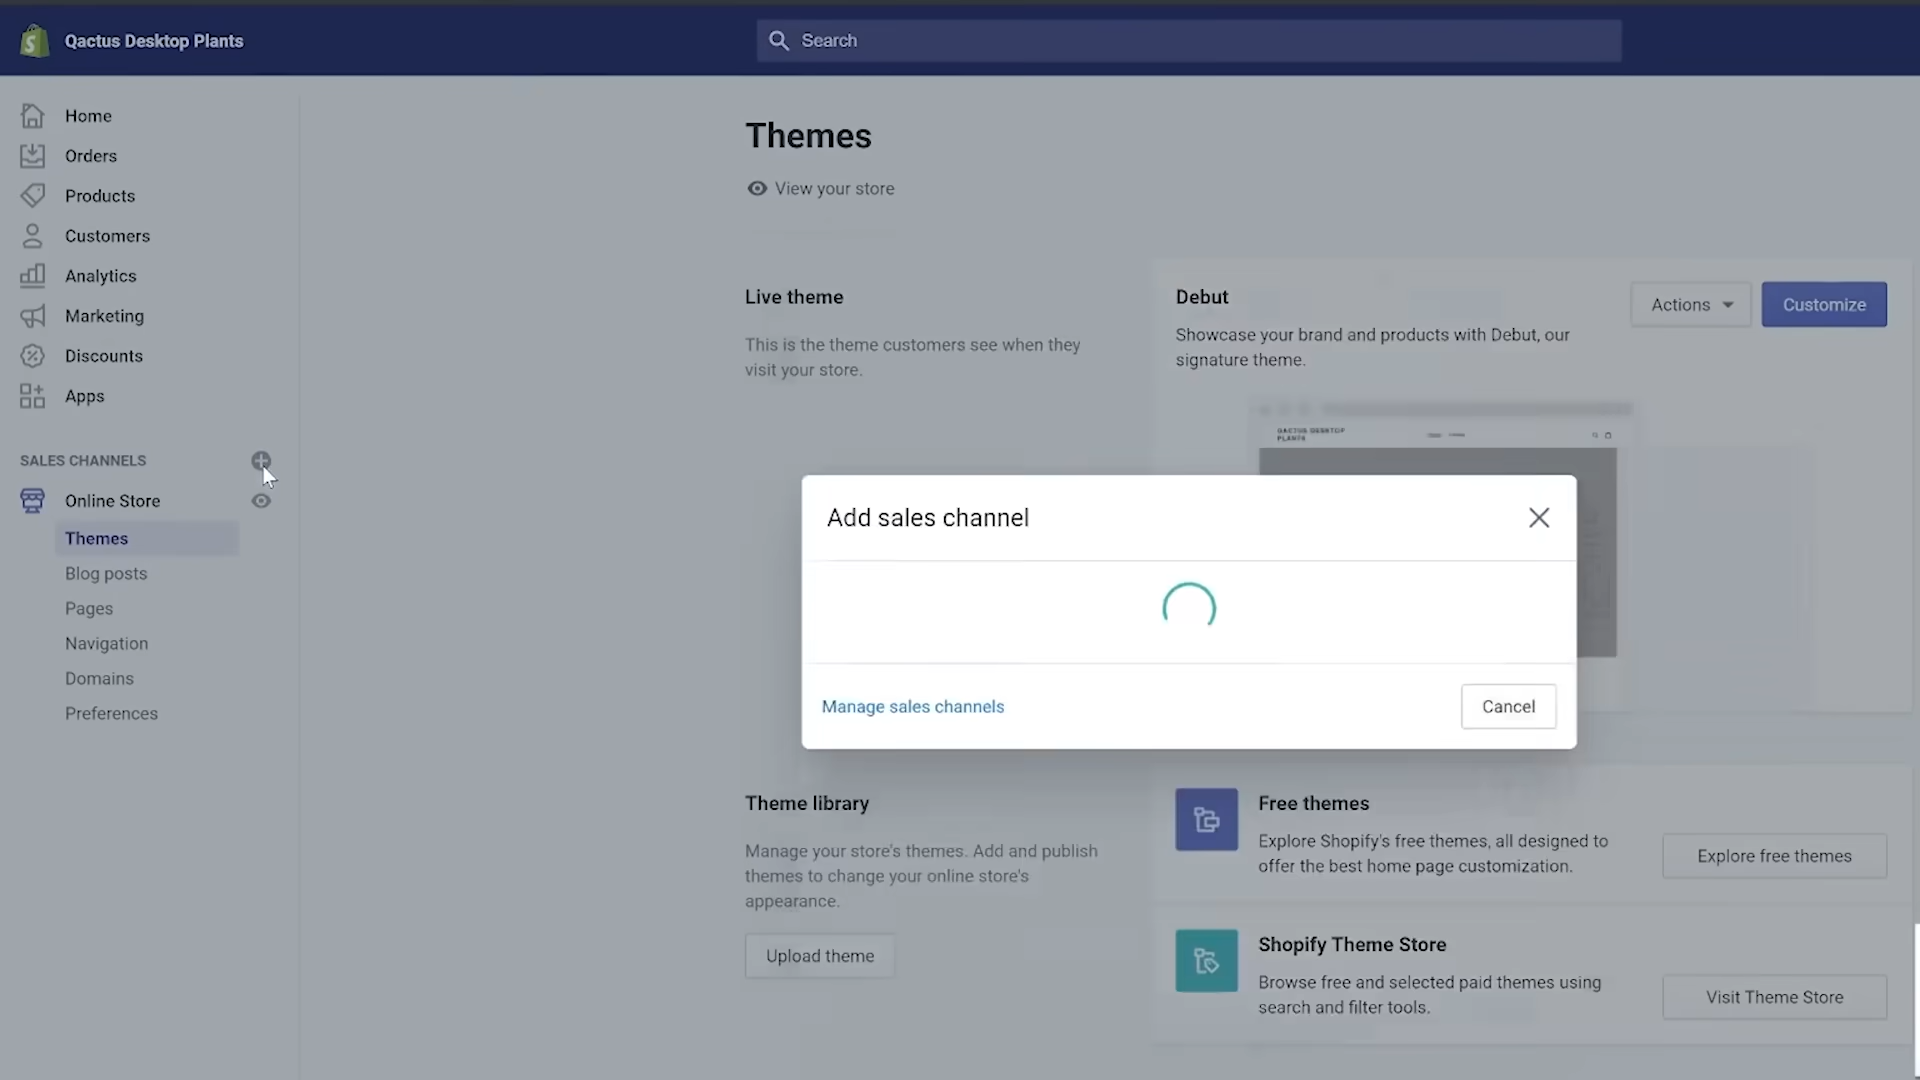 Qactus Desktop Plants
Search
Home
Orders
Products
Customers
Analytics
Marketing
Discounts
Apps
SALES CHANNELS
Online Store
Themes
Blog posts
Pages
Navigation
Domains
Preferences
Themes
View your store
Live theme
This is the theme customers see when they
visit your store.
Debut
Showcase your brand and products with Debut, our
signature theme.
Actions
Customize
QACTUS DESKTOP
PLANTS
Add sales channel
Manage sales channels
Cancel
Theme library
Manage your store's themes. Add and publish
themes to change your online store's
appearance.
Upload theme
Free themes
Explore Shopify's free themes, all designed to
offer the best home page customization.
Explore free themes
Shopify Theme Store
Browse free and selected paid themes using
search and filter tools.
Visit Theme Store